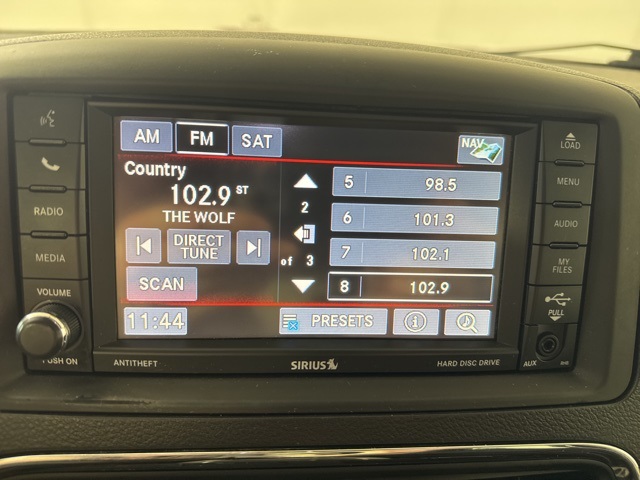 AM FM SAT NAV
LOAD
Country
102.9 ST
THE WOLF
DIRECT
TUNE
SCAN
2
of 3
5 98.5
6 101.3
7 102.1
8 102.9
11:44 PRESETS
RADIO
MEDIA
VOLUME
PUSH ON
MENU
AUDIO
MY
FILES
PULL
AUX
ANTITHEFT SIRIUS HARD DISC DRIVE